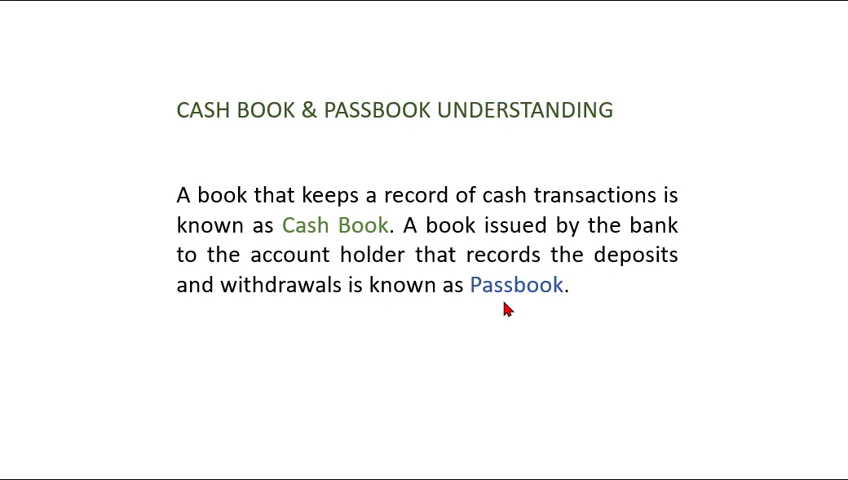 CASH BOOK & PASSBOOK UNDERSTANDING
A book that keeps a record of cash transactions is
known as Cash Book. A book issued by the bank
to the account holder that records the deposits
and withdrawals is known as Passbook.